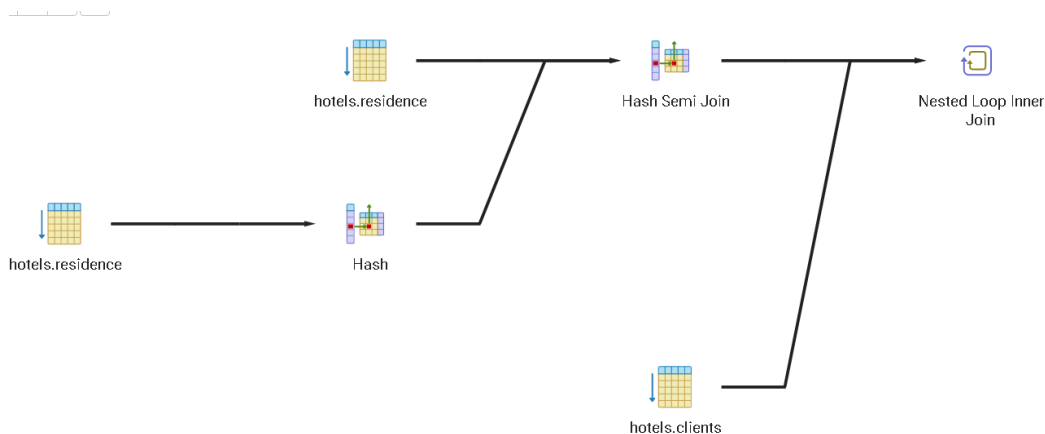 hotels.residence
Hash Semi Join
Nested Loop Inner
Join
hotels.residence
Hash
hotels.clients